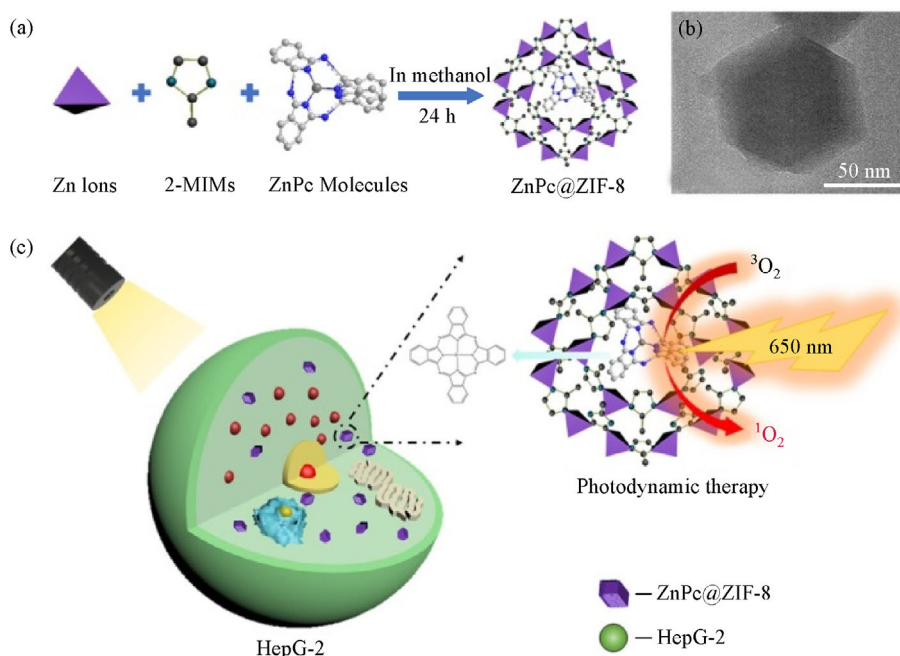 (a)
In methanol
24 h
Zn Ions
2-MIMs
ZnPc Molecules
ZnPc@ZIF-8
(b)
50 nm
(c)
³O₂
650 nm
¹O₂
Photodynamic therapy
HepG-2
— ZnPc@ZIF-8
— HepG-2